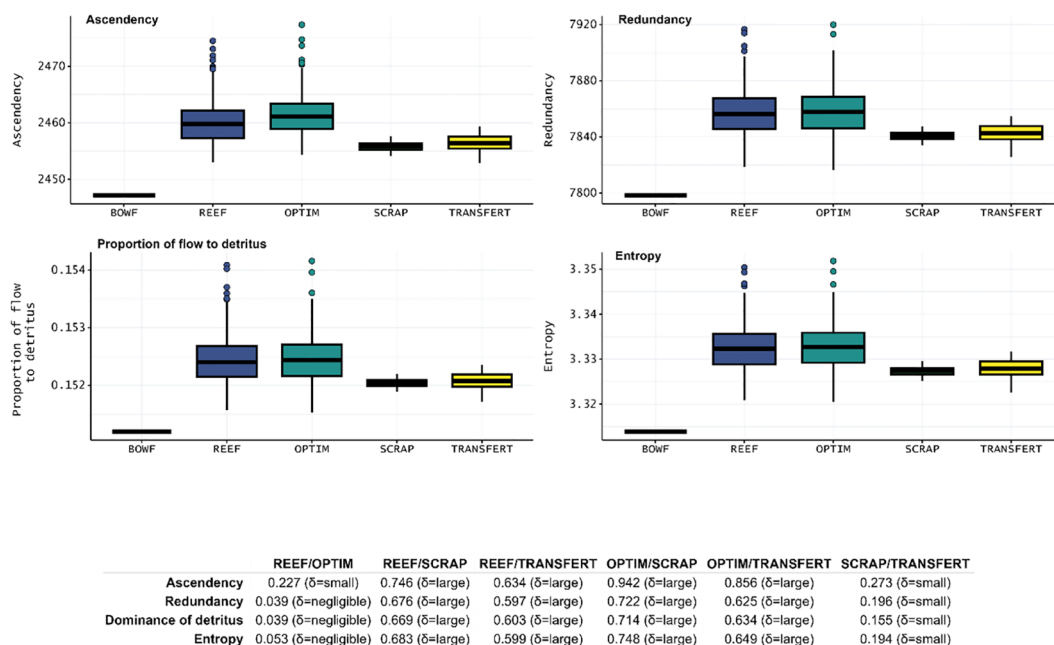 Ascendency
Ascendency
2470
2460
2450
BOWF REEF OPTIM SCRAP TRANSFERT
Redundancy
Redundancy
7920
7880
7840
7800
BOWF REEF OPTIM SCRAP TRANSFERT
Proportion of flow to detritus
Proportion of flow
to detritus
0.154
0.153
0.152
BOWF REEF OPTIM SCRAP TRANSFERT
Entropy
Entropy
3.35
3.34
3.33
3.32
BOWF REEF OPTIM SCRAP TRANSFERT
REEF/OPTIM REEF/SCRAP REEF/TRANSFERT OPTIM/SCRAP OPTIM/TRANSFERT SCRAP/TRANSFERT
Ascendency 0.227 (δ=small) 0.746 (δ=large) 0.634 (δ=large) 0.942 (δ=large) 0.856 (δ=large) 0.273 (δ=small)
Redundancy 0.039 (δ=negligible) 0.676 (δ=large) 0.597 (δ=large) 0.722 (δ=large) 0.625 (δ=large) 0.196 (δ=small)
Dominance of detritus 0.039 (δ=negligible) 0.669 (δ=large) 0.603 (δ=large) 0.714 (δ=large) 0.634 (δ=large) 0.155 (δ=small)
Entropy 0.053 (δ=negligible) 0.683 (δ=large) 0.599 (δ=large) 0.748 (δ=large) 0.649 (δ=large) 0.194 (δ=small)